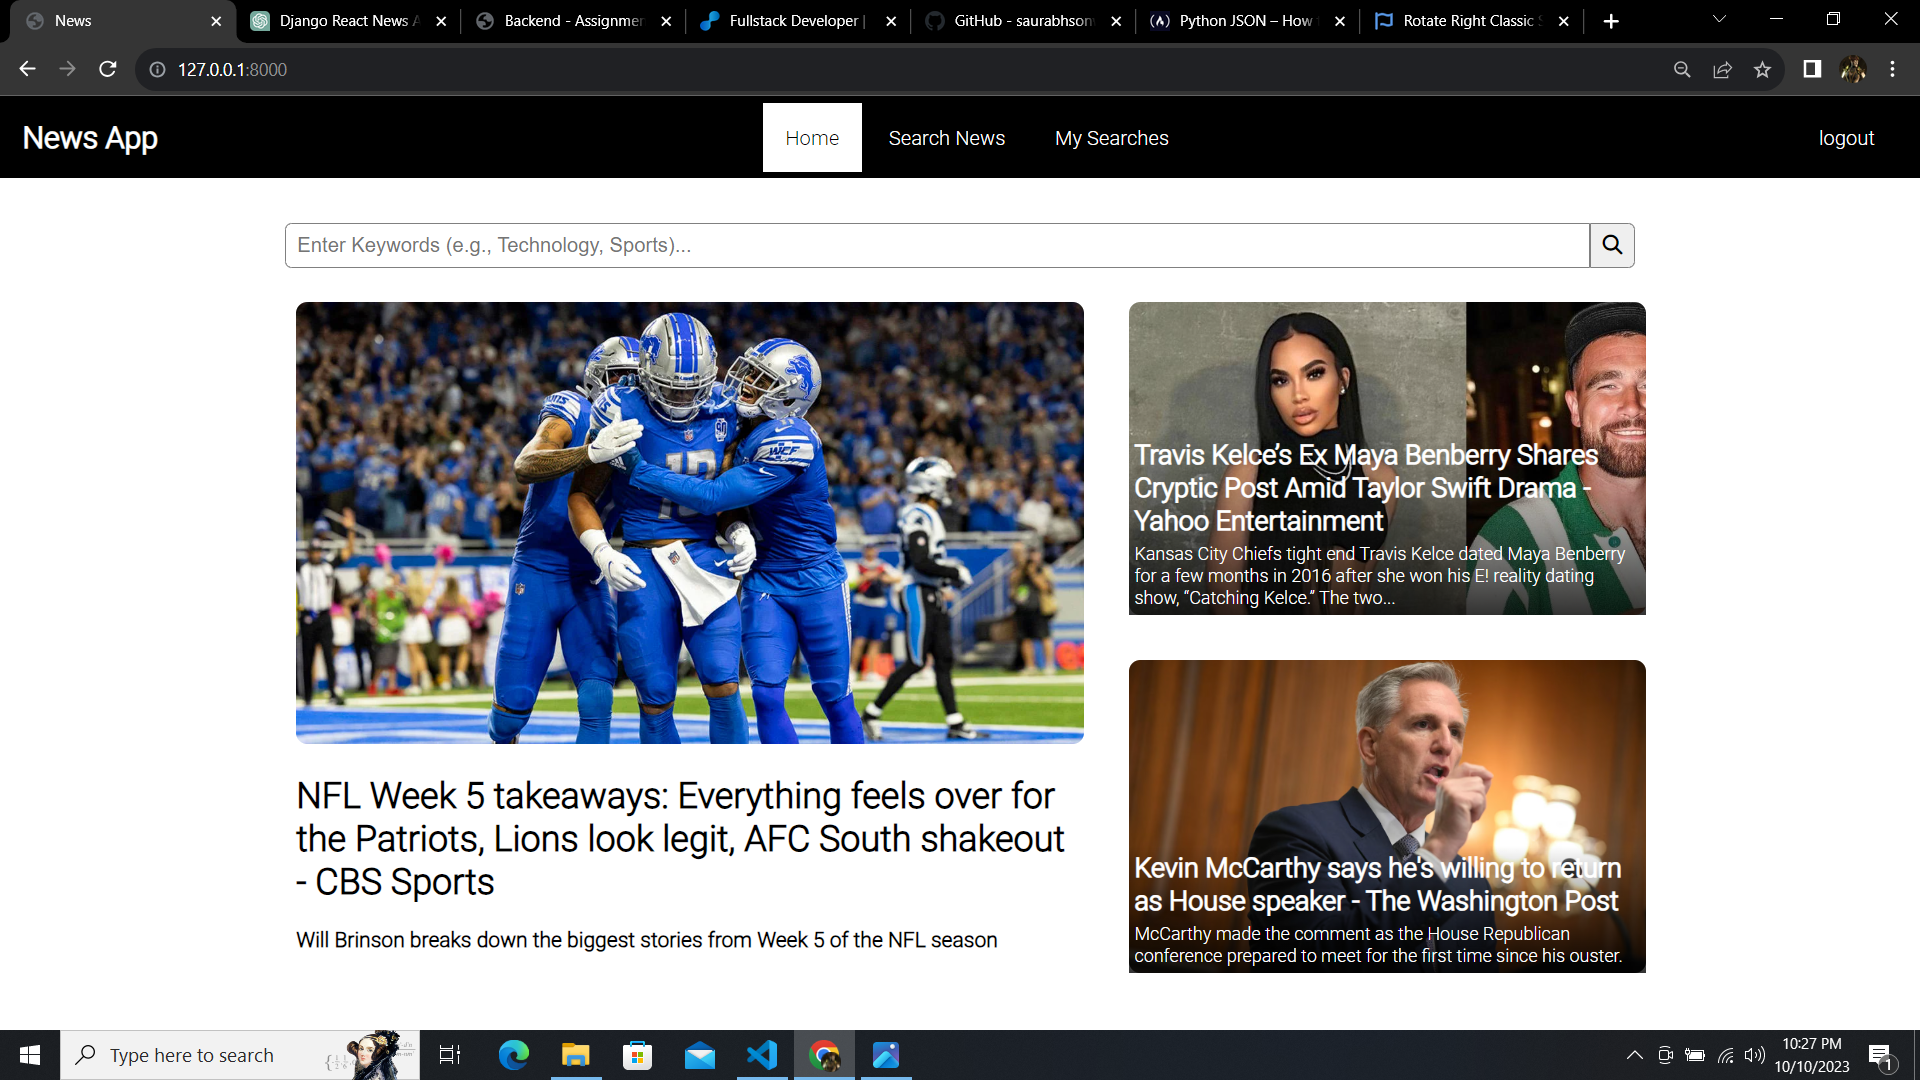 News
Django React News A
Backend - Assignmen
Fullstack Developer |
GitHub - saurabhson
Python JSON – How
Rotate Right Classic S
127.0.0.1:8000
News App
Home
Search News
My Searches
logout
Enter Keywords (e.g., Technology, Sports)...
Travis Kelce’s Ex Maya Benberry Shares
Cryptic Post Amid Taylor Swift Drama -
Yahoo Entertainment
Kansas City Chiefs tight end Travis Kelce dated Maya Benberry
for a few months in 2016 after she won his E! reality dating
show, “Catching Kelce.” The two...
NFL Week 5 takeaways: Everything feels over for
the Patriots, Lions look legit, AFC South shakeout
- CBS Sports
Will Brinson breaks down the biggest stories from Week 5 of the NFL season
Kevin McCarthy says he's willing to return
as House speaker - The Washington Post
McCarthy made the comment as the House Republican
conference prepared to meet for the first time since his ouster.
Type here to search
10:27 PM
10/10/2023
1